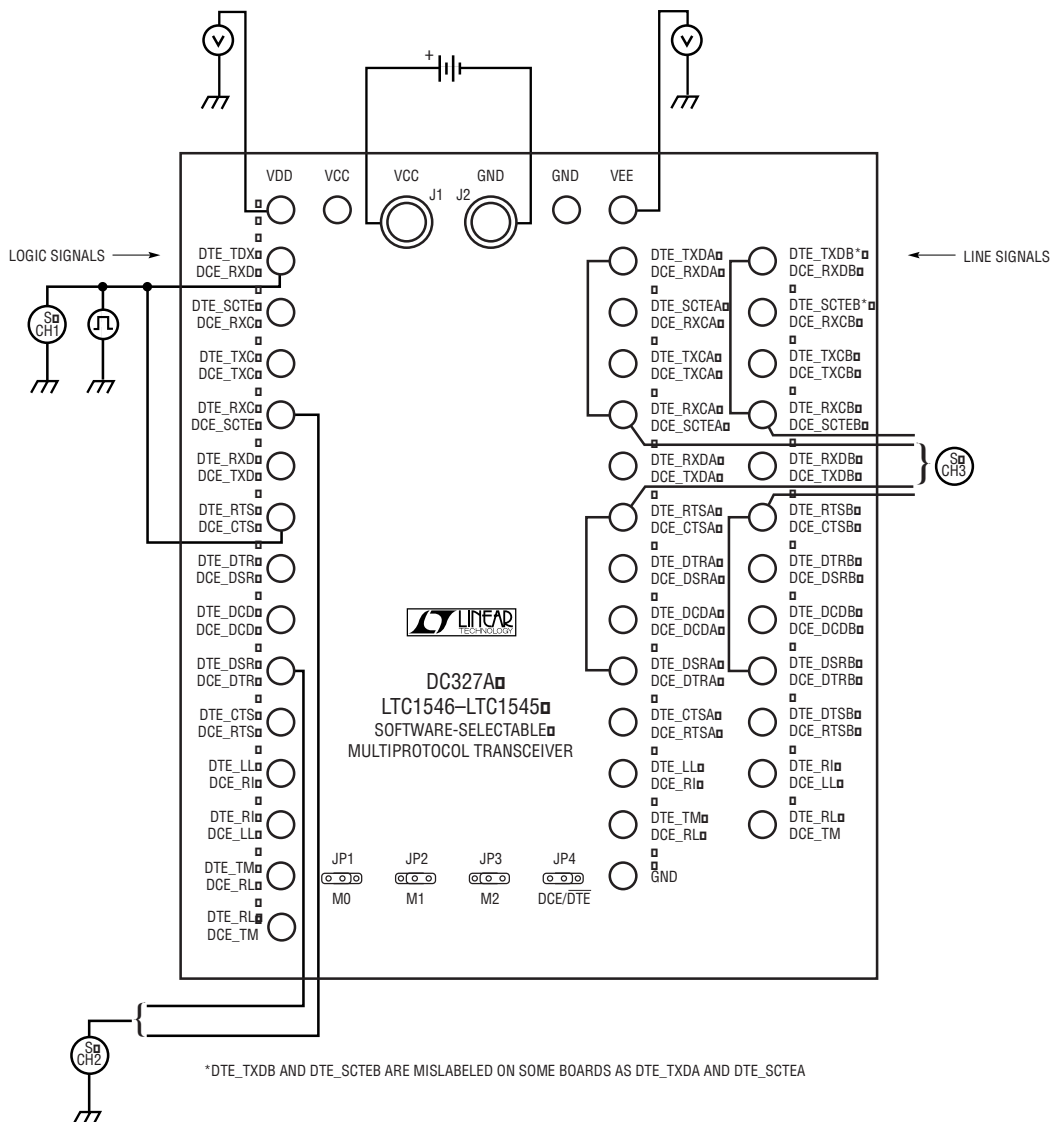 +
V
V
VDD
VCC
VCC
J1
J2
GND
GND
VEE
LOGIC SIGNALS
LINE SIGNALS
DTE_TDX
DCE_RXD
DTE_SCTE
DCE_RXC
DTE_TXC
DCE_TXC
DTE_RXC
DCE_SCTE
DTE_RXD
DCE_TXD
DTE_RTS
DCE_CTS
DTE_DTR
DCE_DSR
DTE_DCD
DCE_DCD
DTE_DSR
DCE_DTR
DTE_CTS
DCE_RTS
DTE_LL
DCE_RI
DTE_RI
DCE_LL
DTE_TM
DCE_RL
DTE_RL
DCE_TM
S
CH1
DTE_TXDA
DCE_RXDA
DTE_SCTEA
DCE_RXCA
DTE_TXCA
DCE_TXCA
DTE_RXCA
DCE_SCTEA
DTE_RXDA
DCE_TXDA
DTE_RTSA
DCE_CTSA
DTE_DTRA
DCE_DSRA
DTE_DCDA
DCE_DCDA
DTE_DSRA
DCE_DTRA
DTE_CTSA
DCE_RTSA
DTE_LL
DCE_RI
DTE_TM
DCE_RL
GND
DTE_TXDB*
DCE_RXDB
DTE_SCTEB*
DCE_RXCB
DTE_TXCB
DCE_TXCB
DTE_RXCB
DCE_SCTEB
DTE_RXDB
DCE_TXDB
DTE_RTSB
DCE_CTSB
DTE_DTRB
DCE_DSRB
DTE_DCDB
DCE_DCDB
DTE_DSRB
DCE_DTRB
DTE_DTSB
DCE_RTSB
DTE_RI
DCE_LL
DTE_RL
DCE_TM
S
CH3
LINEAR
TECHNOLOGY
DC327A
LTC1546–LTC1545
SOFTWARE-SELECTABLE
MULTIPROTOCOL TRANSCEIVER
JP1
M0
JP2
M1
JP3
M2
JP4
DCE/DTE
S
CH2
*DTE_TXDB AND DTE_SCTEB ARE MISLABELED ON SOME BOARDS AS DTE_TXDA AND DTE_SCTEA